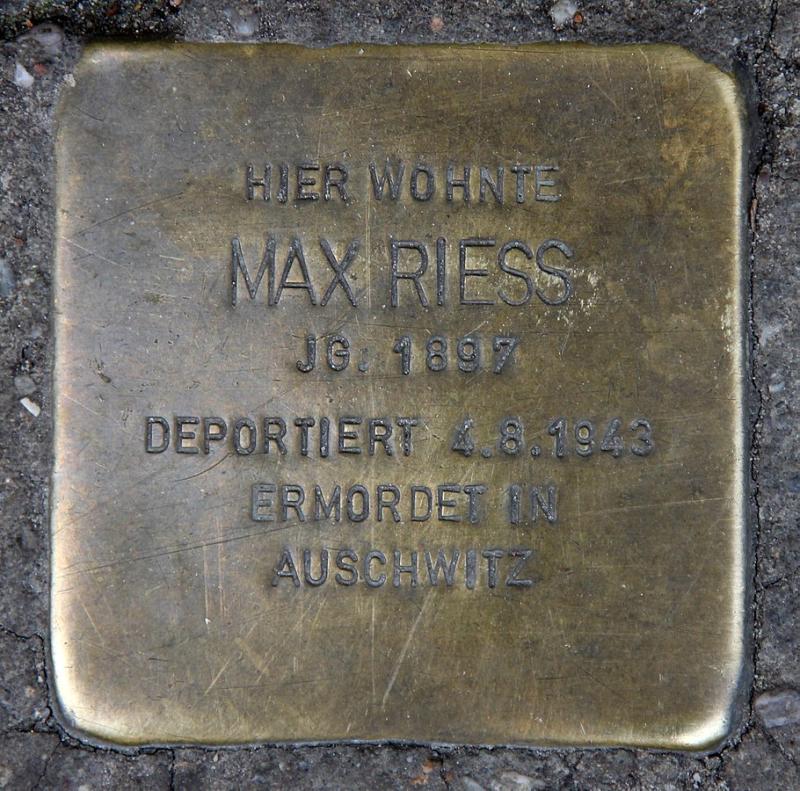 HIER WOHNTE
MAX RIESS
JG. 1897
DEPORTIERT 4.8.1943
ERMORDET IN
AUSCHWITZ